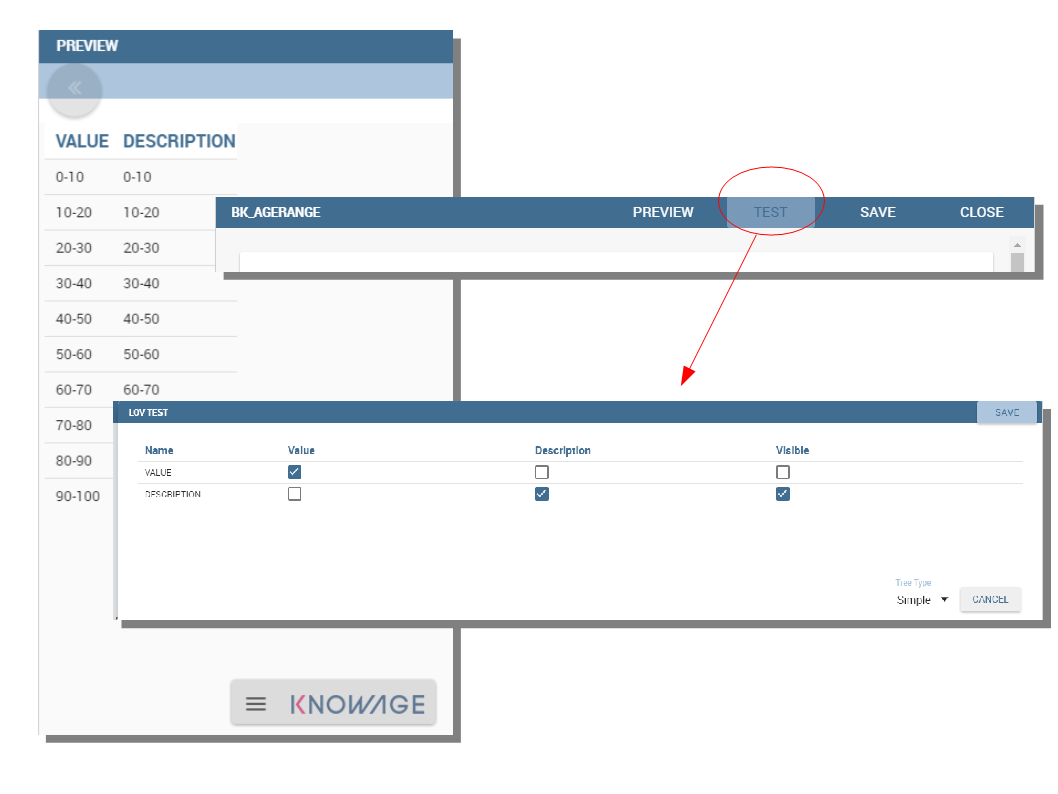 PREVIEW
VALUE DESCRIPTION
0-10 0-10
10-20 10-20
20-30 20-30
30-40 30-40
40-50 40-50
50-60 50-60
60-70 60-70
70-80
80-90
90-100
BK_AGERANGE PREVIEW TEST SAVE CLOSE
LOV TEST SAVE
Name Value Description Visible
VALUE
DESCRIPTION
Tree Type
Simple CANCEL
KNOWAGE